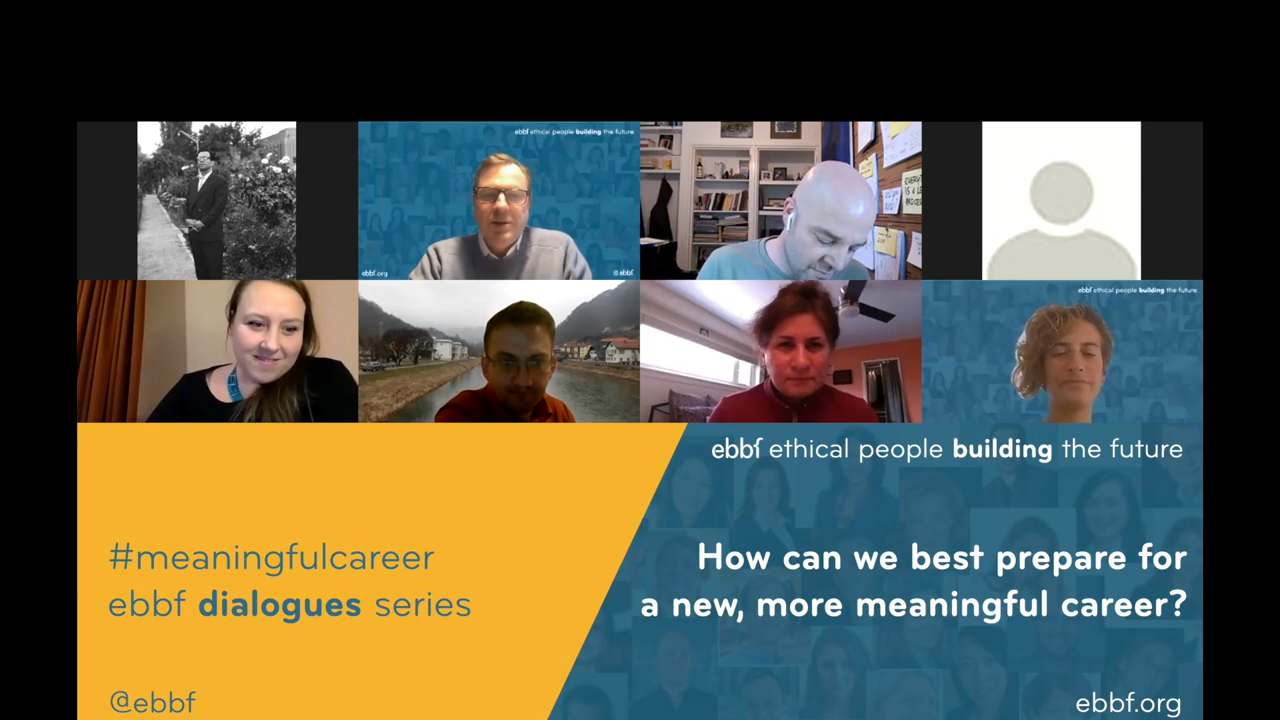 ebbf ethical people building the future
ebbf.org
@ebbf
ebbf ethical people building the future
ebbf ethical people building the future
#meaningfulcareer
ebbf dialogues series
How can we best prepare for
a new, more meaningful career?
@ebbf
ebbf.org